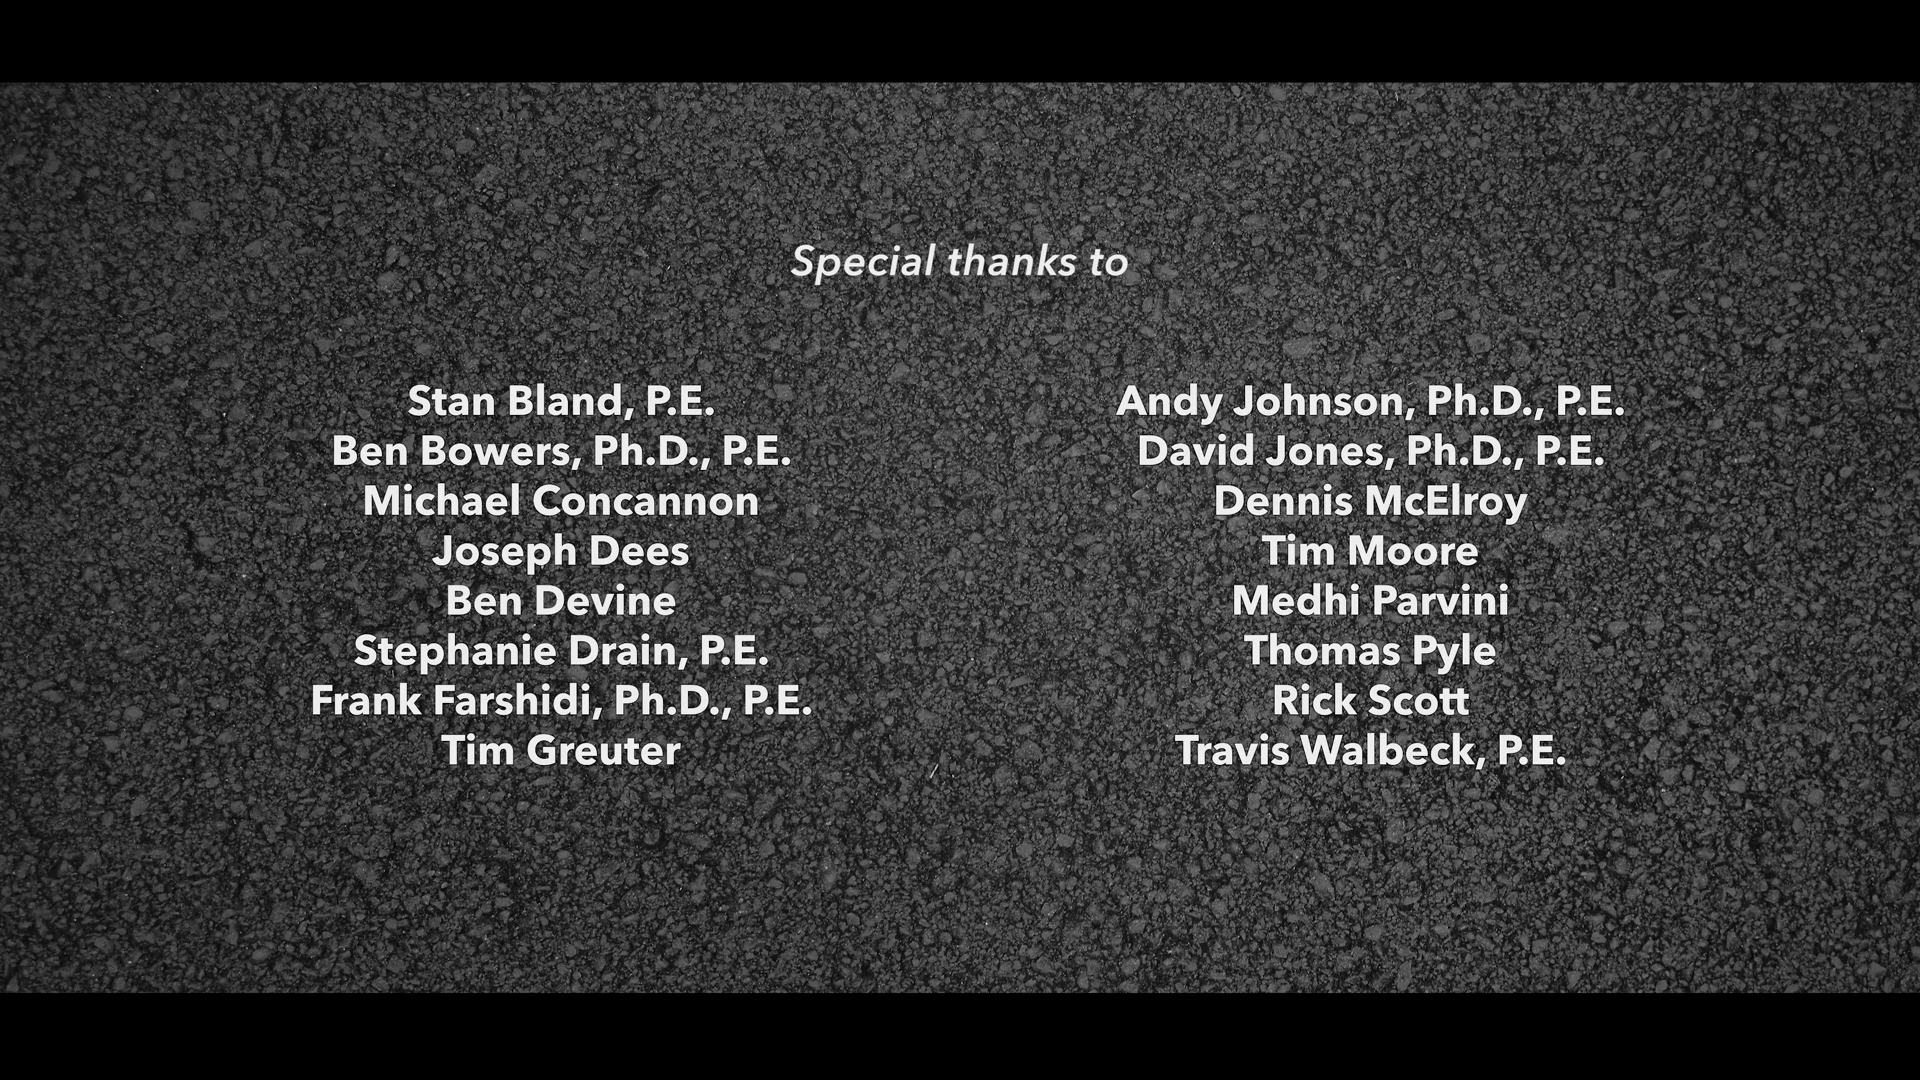 Special thanks to
Stan Bland, P.E.
Ben Bowers, Ph.D., P.E.
Michael Concannon
Joseph Dees
Ben Devine
Stephanie Drain, P.E.
Frank Farshidi, Ph.D., P.E.
Tim Greuter
Andy Johnson, Ph.D., P.E.
David Jones, Ph.D., P.E.
Dennis McElroy
Tim Moore
Medhi Parvini
Thomas Pyle
Rick Scott
Travis Walbeck, P.E.